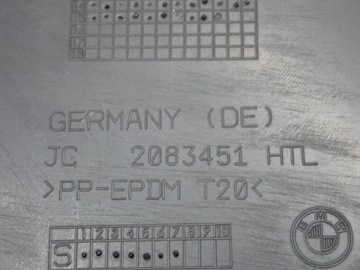 GERMANY (DE)
JC 2083451 HTL
>PP-EPDM T20<
1 2 3 4 5 6 7 8 9 10
S
BMW